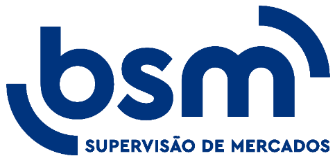 bsm
SUPERVISÃO DE MERCADOS